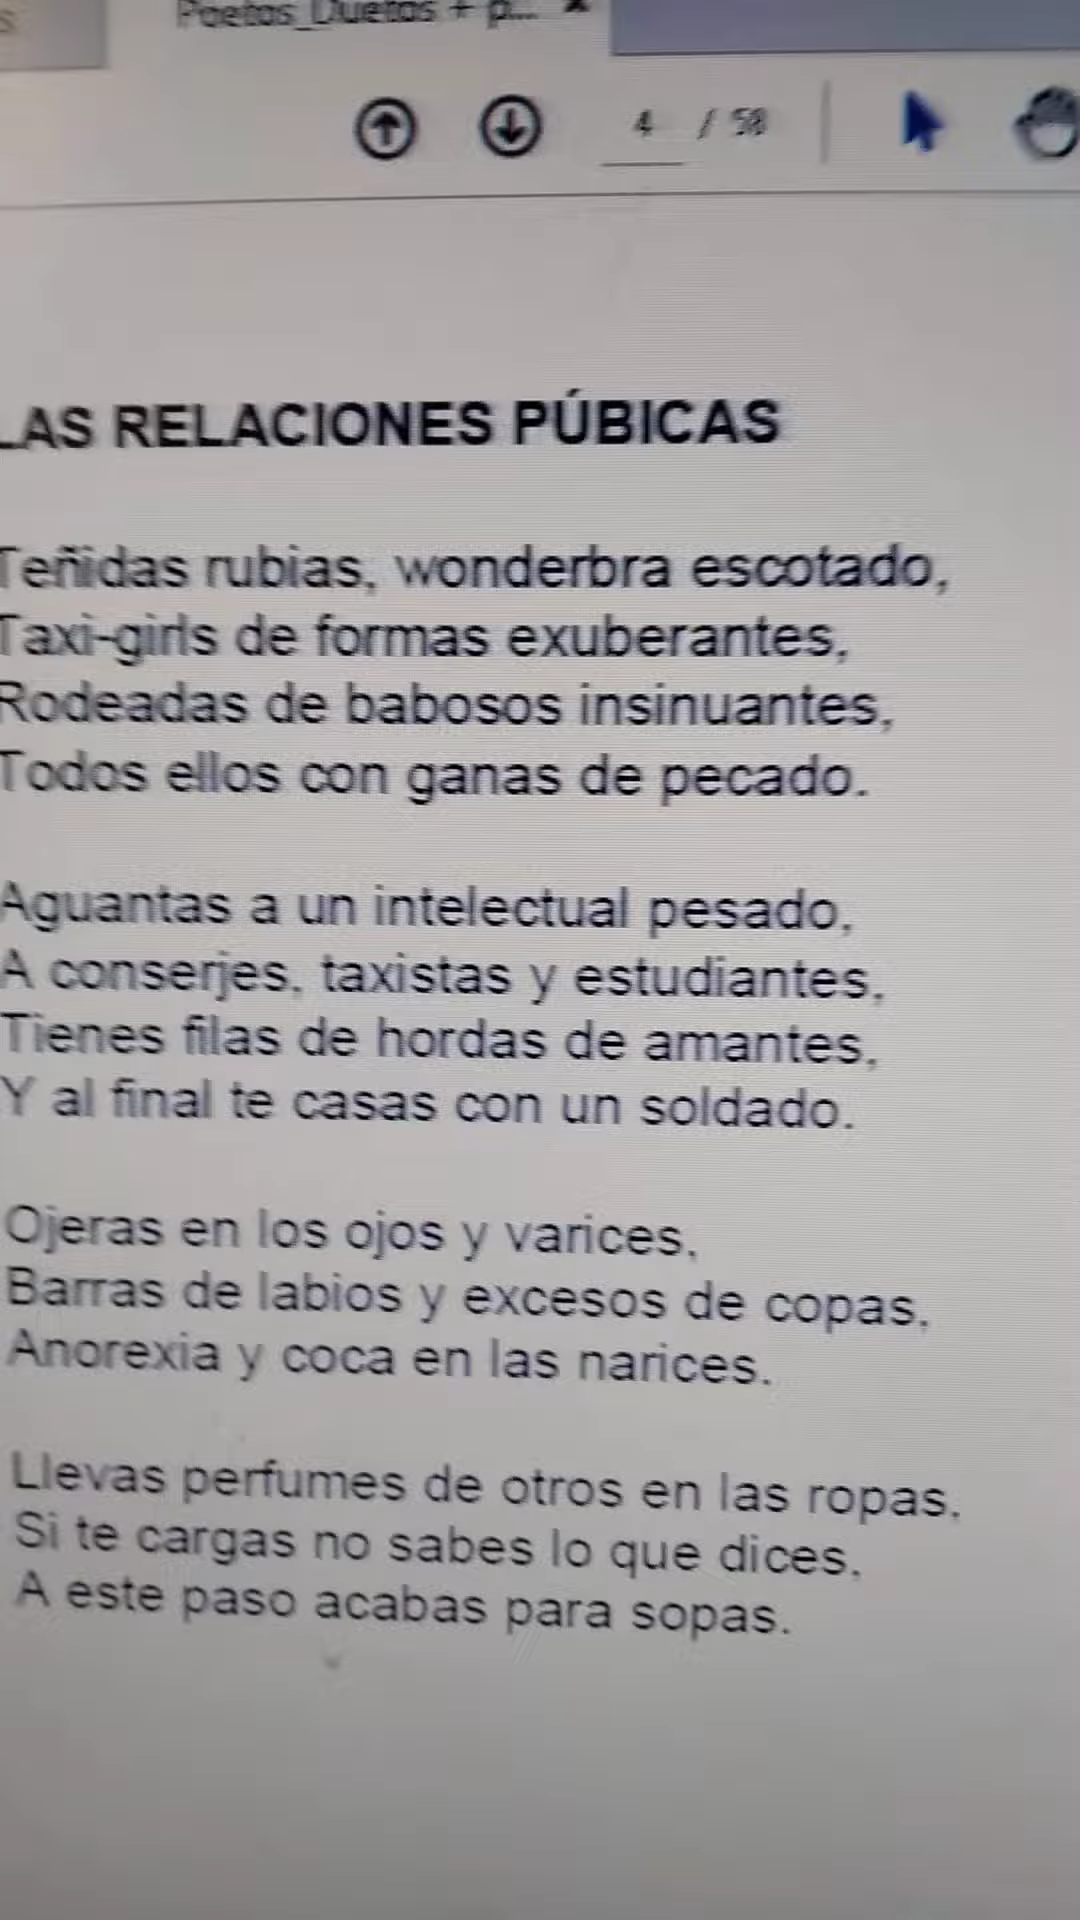 4 / 58
LAS RELACIONES PÚBICAS
Teñidas rubias, wonderbra escotado,
Taxi-girls de formas exuberantes,
Rodeadas de babosos insinuantes,
Todos ellos con ganas de pecado.
Aguantas a un intelectual pesado,
A conserjes, taxistas y estudiantes,
Tienes filas de hordas de amantes,
Y al final te casas con un soldado.
Ojeras en los ojos y varices,
Barras de labios y excesos de copas,
Anorexia y coca en las narices.
Llevas perfumes de otros en las ropas,
Si te cargas no sabes lo que dices,
A este paso acabas para sopas.